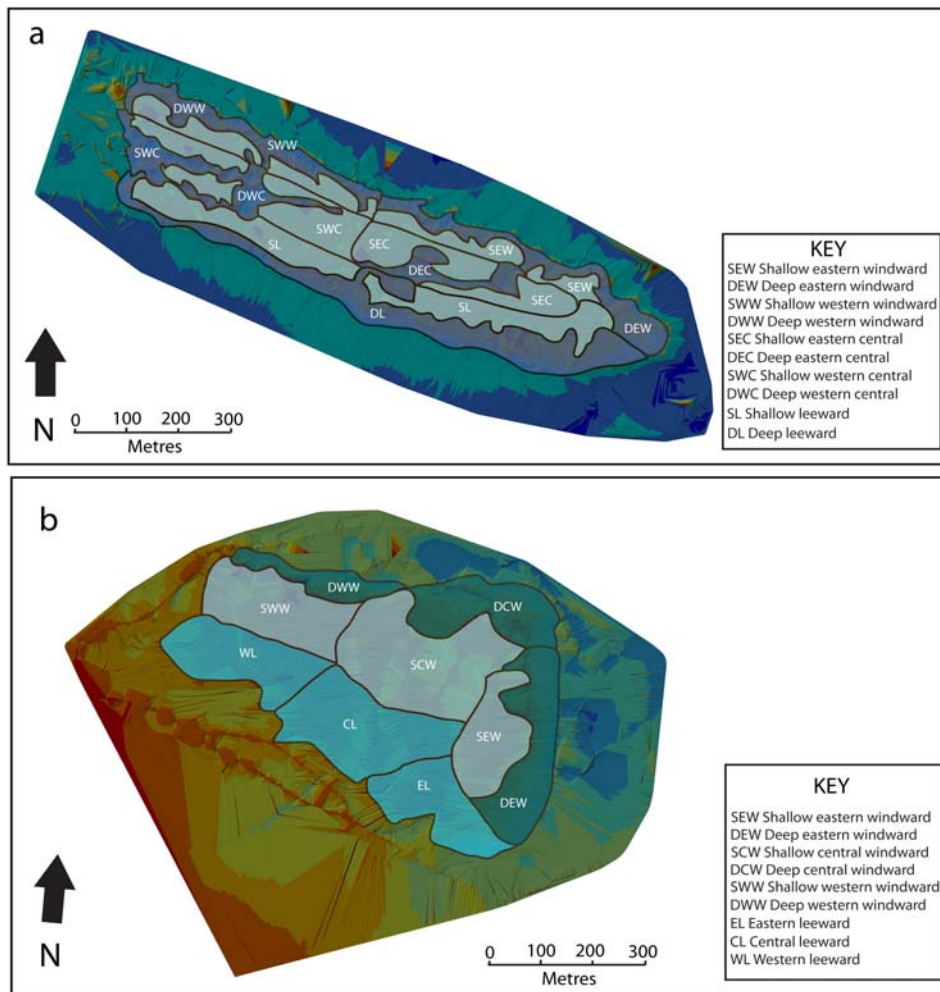 a
DWW
SWW
SWC
DWC
SWC
SEC
SEW
SL
DEC
SEW
SEC
SL
DL
DEW
N
0 100 200 300
Metres
KEY
SEW Shallow eastern windward
DEW Deep eastern windward
SWW Shallow western windward
DWW Deep western windward
SEC Shallow eastern central
DEC Deep eastern central
SWC Shallow western central
DWC Deep western central
SL Shallow leeward
DL Deep leeward
b
DWW
SWW
DCW
WL
SCW
CL
SEW
EL
DEW
N
0 100 200 300
Metres
KEY
SEW Shallow eastern windward
DEW Deep eastern windward
SCW Shallow central windward
DCW Deep central windward
SWW Shallow western windward
DWW Deep western windward
EL Eastern leeward
CL Central leeward
WL Western leeward